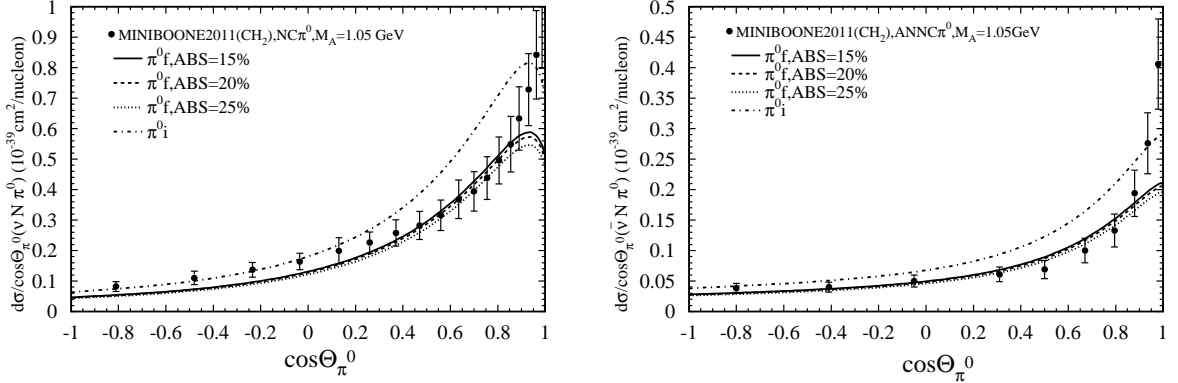 dσ/cosΘπ0(ν N π0) (10-39cm2/nucleon)
1
0.9
0.8
0.7
0.6
0.5
0.4
0.3
0.2
0.1
0
MINIBOONE2011(CH2),NCπ0,MA=1.05 GeV
π0f,ABS=15%
π0f,ABS=20%
π0f,ABS=25%
π0i
-1 -0.8 -0.6 -0.4 -0.2 0 0.2 0.4 0.6 0.8 1
cosΘπ0
dσ/cosΘπ0(ν̄ N π0) (10-39cm2/nucleon)
0.5
0.45
0.4
0.35
0.3
0.25
0.2
0.15
0.1
0.05
0
MINIBOONE2011(CH2),ANNCπ0,MA=1.05GeV
π0f,ABS=15%
π0f,ABS=20%
π0f,ABS=25%
π0i
-1 -0.8 -0.6 -0.4 -0.2 0 0.2 0.4 0.6 0.8 1
cosΘπ0